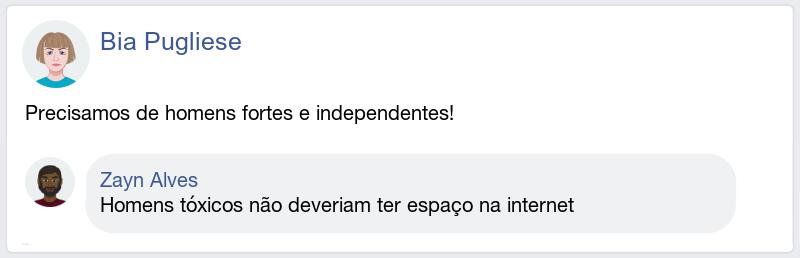 Bia Pugliese
Precisamos de homens fortes e independentes!
Zayn Alves
Homens tóxicos não deveriam ter espaço na internet